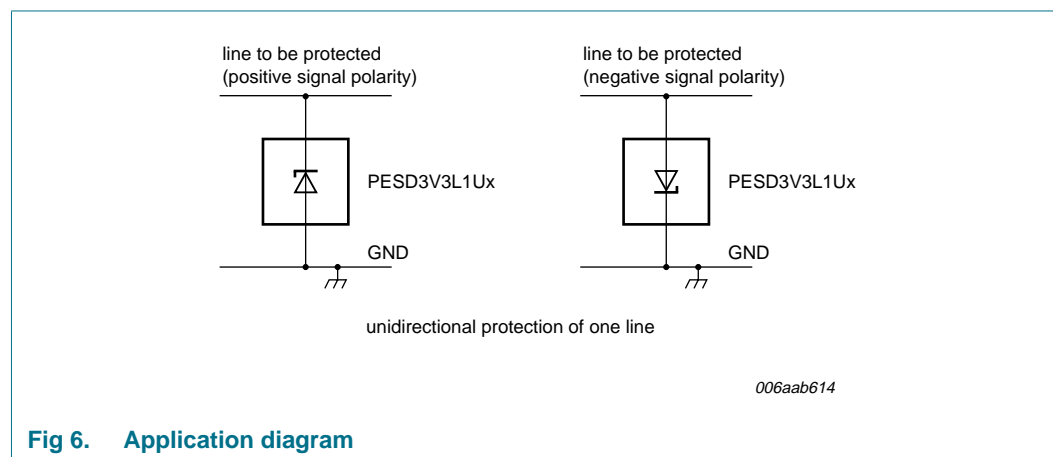 line to be protected
(positive signal polarity)
PESD3V3L1Ux
GND
line to be protected
(negative signal polarity)
PESD3V3L1Ux
GND
unidirectional protection of one line
006aab614
Fig 6. Application diagram